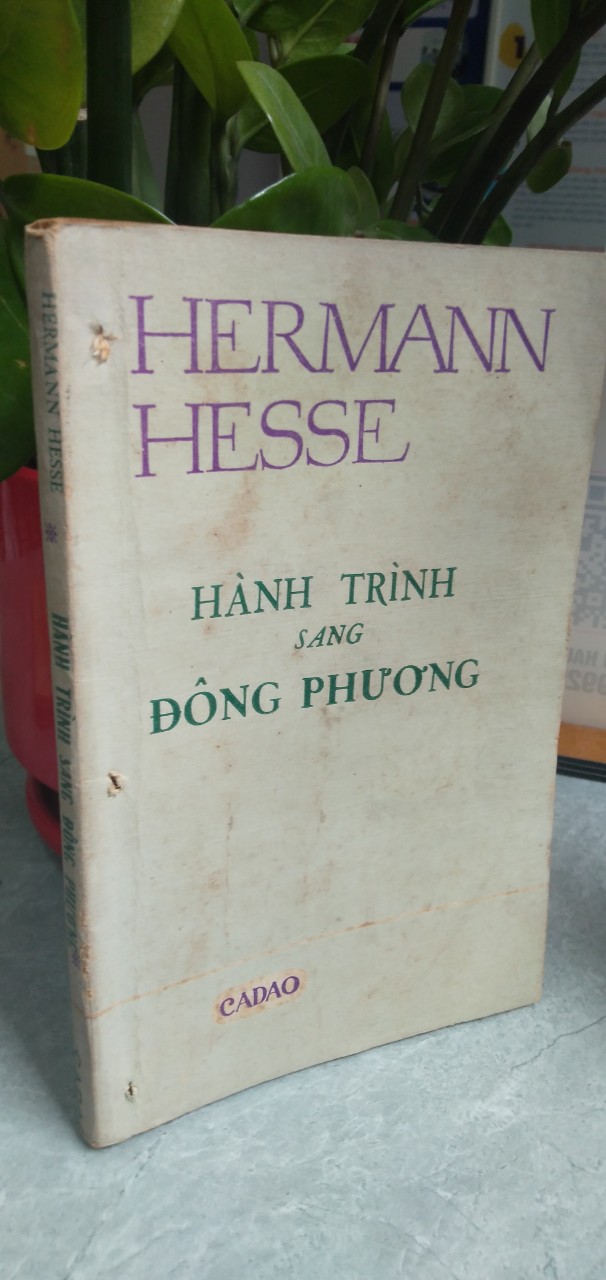 HERMANN
HESSE
HÀNH TRÌNH
SANG
ĐÔNG PHƯƠNG
CADAO
HERMANN HESSE * HÀNH TRÌNH SANG ĐÔNG PHƯƠNG